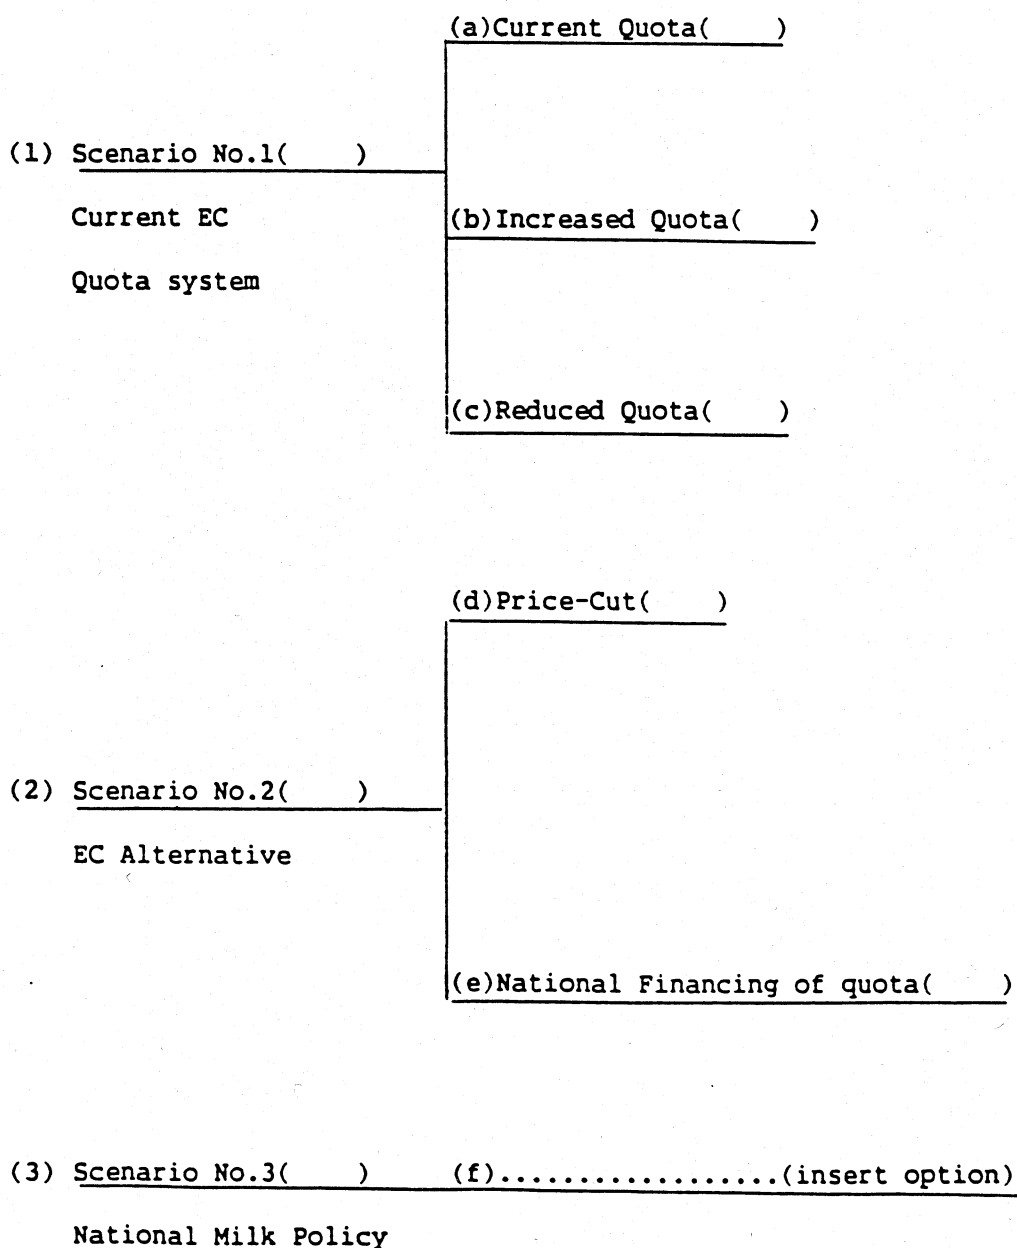 (a)Current Quota(    )
(1) Scenario No.1(    )
Current EC
(b)Increased Quota(    )
Quota system
(c)Reduced Quota(    )
(d)Price-Cut(    )
(2) Scenario No.2(    )
EC Alternative
(e)National Financing of quota(    )
(3) Scenario No.3(    ) (f)..................(insert option)
National Milk Policy